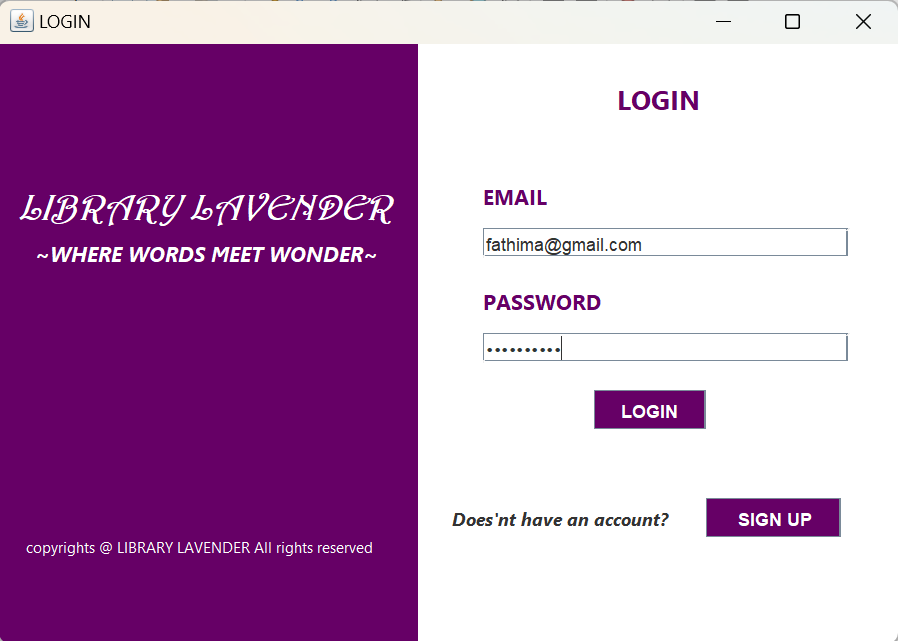 LOGIN
LIBRARY LAVENDER
~WHERE WORDS MEET WONDER~
copyrights @ LIBRARY LAVENDER All rights reserved
LOGIN
EMAIL
fathima@gmail.com
PASSWORD
••••••••••
LOGIN
Does'nt have an account?
SIGN UP